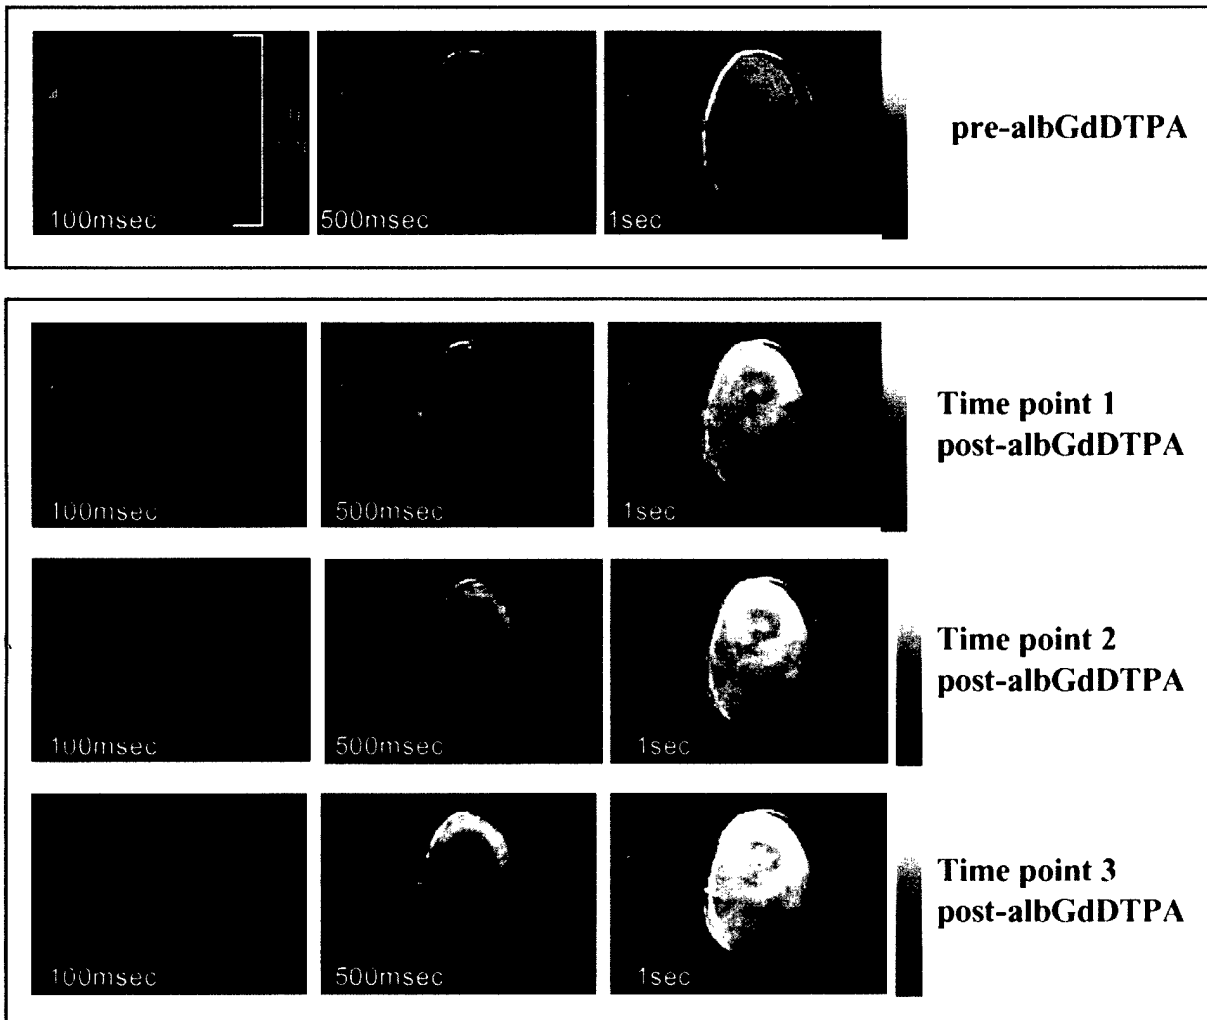 100msec
500msec
1sec
pre-albGdDTPA
100msec
500msec
1sec
Time point 1
post-albGdDTPA
100msec
500msec
1sec
Time point 2
post-albGdDTPA
100msec
500msec
1sec
Time point 3
post-albGdDTPA